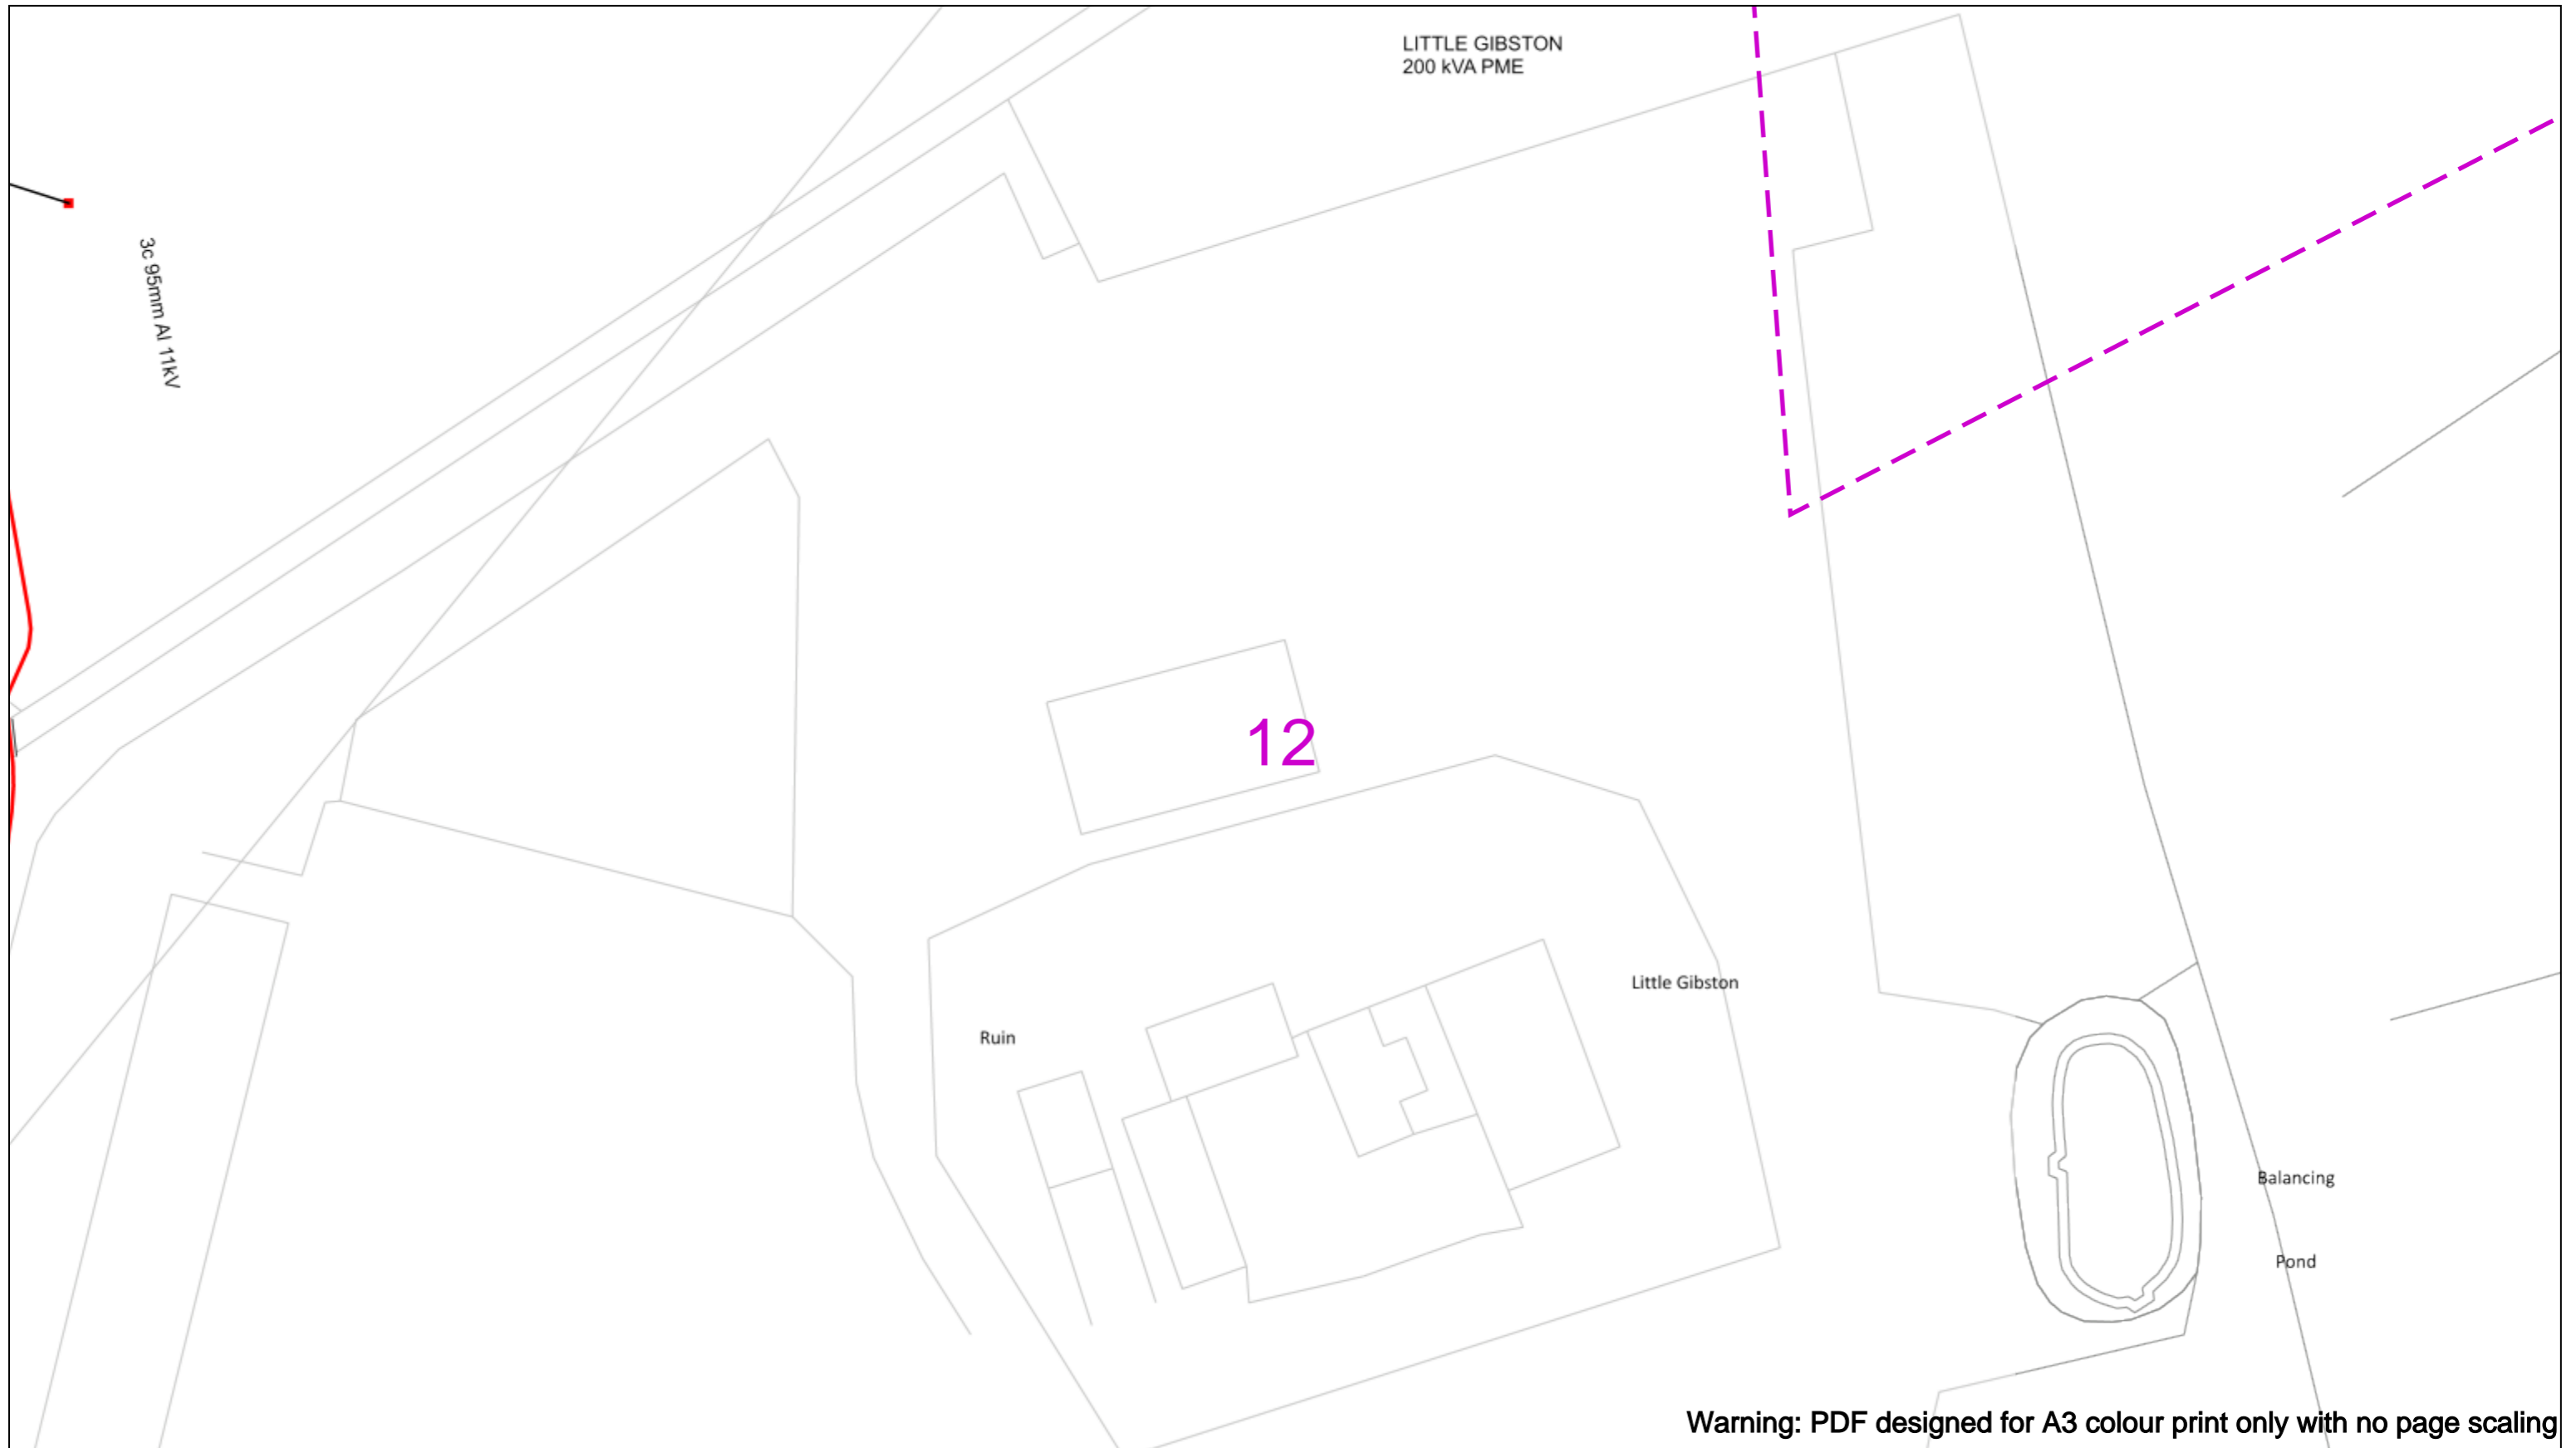 LITTLE GIBSTON
200 kVA PME
3c 95mm Al 11kV
12
Little Gibston
Ruin
Balancing
Pond
Warning: PDF designed for A3 colour print only with no page scaling